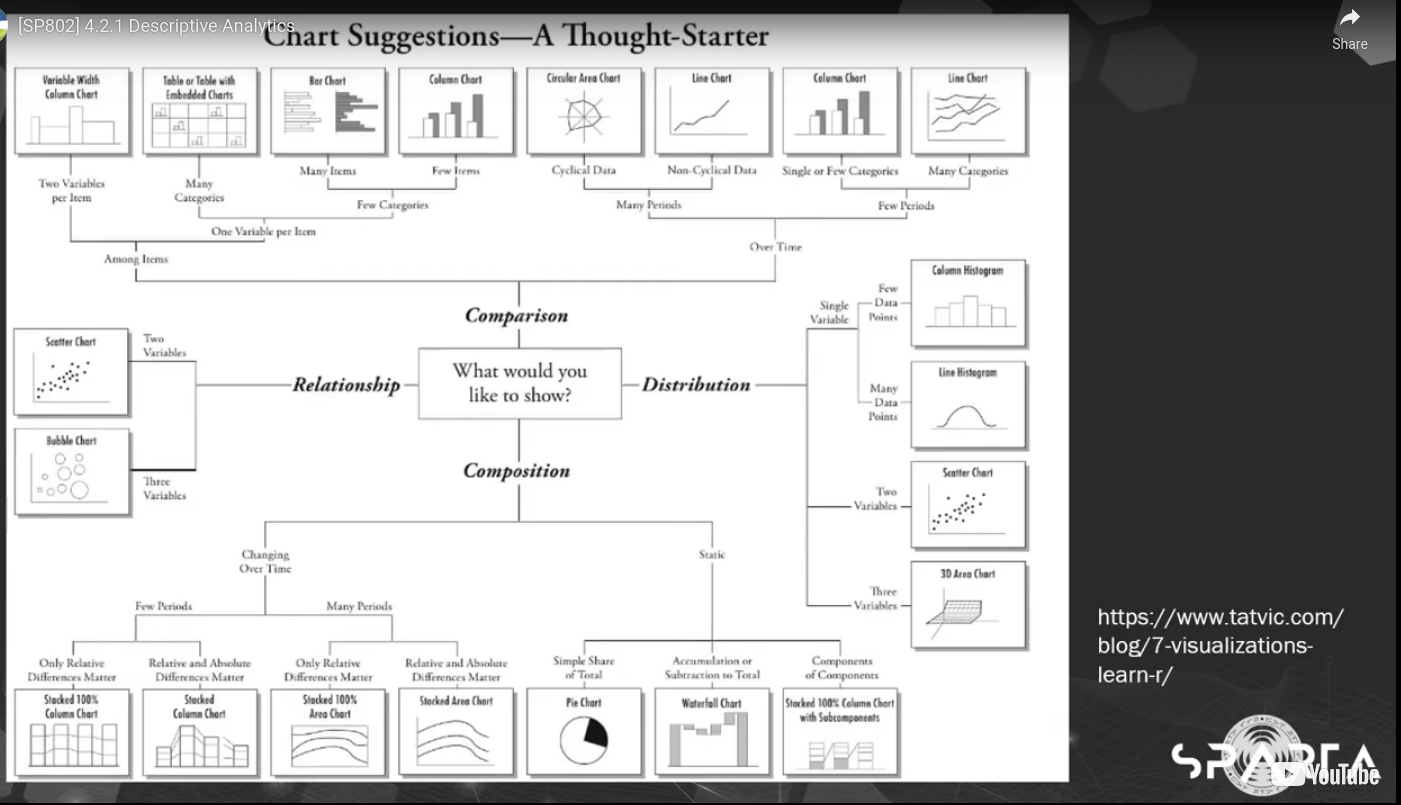 [SP802] 4.2.1 Descriptive Analytics
Share
Chart Suggestions—A Thought-Starter
Variable Width
Column Chart
Table or Table with
Embedded Charts
Bar Chart
Column Chart
Circular Area Chart
Line Chart
Column Chart
Line Chart
Two Variables
per Item
Many
Categories
Many Items
Few Items
Cyclical Data
Non-Cyclical Data
Single or Few Categories
Many Categories
Few Categories
Many Periods
Few Periods
One Variable per Item
Over Time
Among Items
Comparison
What would you
like to show?
Relationship
Scatter Chart
Two
Variables
Bubble Chart
Three
Variables
Distribution
Single
Variable
Few
Data
Points
Column Histogram
Many
Data
Points
Line Histogram
Two
Variables
Scatter Chart
Three
Variables
3D Area Chart
Composition
Changing
Over Time
Static
Few Periods
Many Periods
Only Relative
Differences Matter
Relative and Absolute
Differences Matter
Only Relative
Differences Matter
Relative and Absolute
Differences Matter
Simple Share
of Total
Accumulation or
Subtraction to Total
Components
of Components
Stacked 100%
Column Chart
Stacked
Column Chart
Stacked 100%
Area Chart
Stacked Area Chart
Pie Chart
Waterfall Chart
Stacked 100% Column Chart
with Subcomponents
https://www.tatvic.com/
blog/7-visualizations-
learn-r/
SPARTA
YouTube